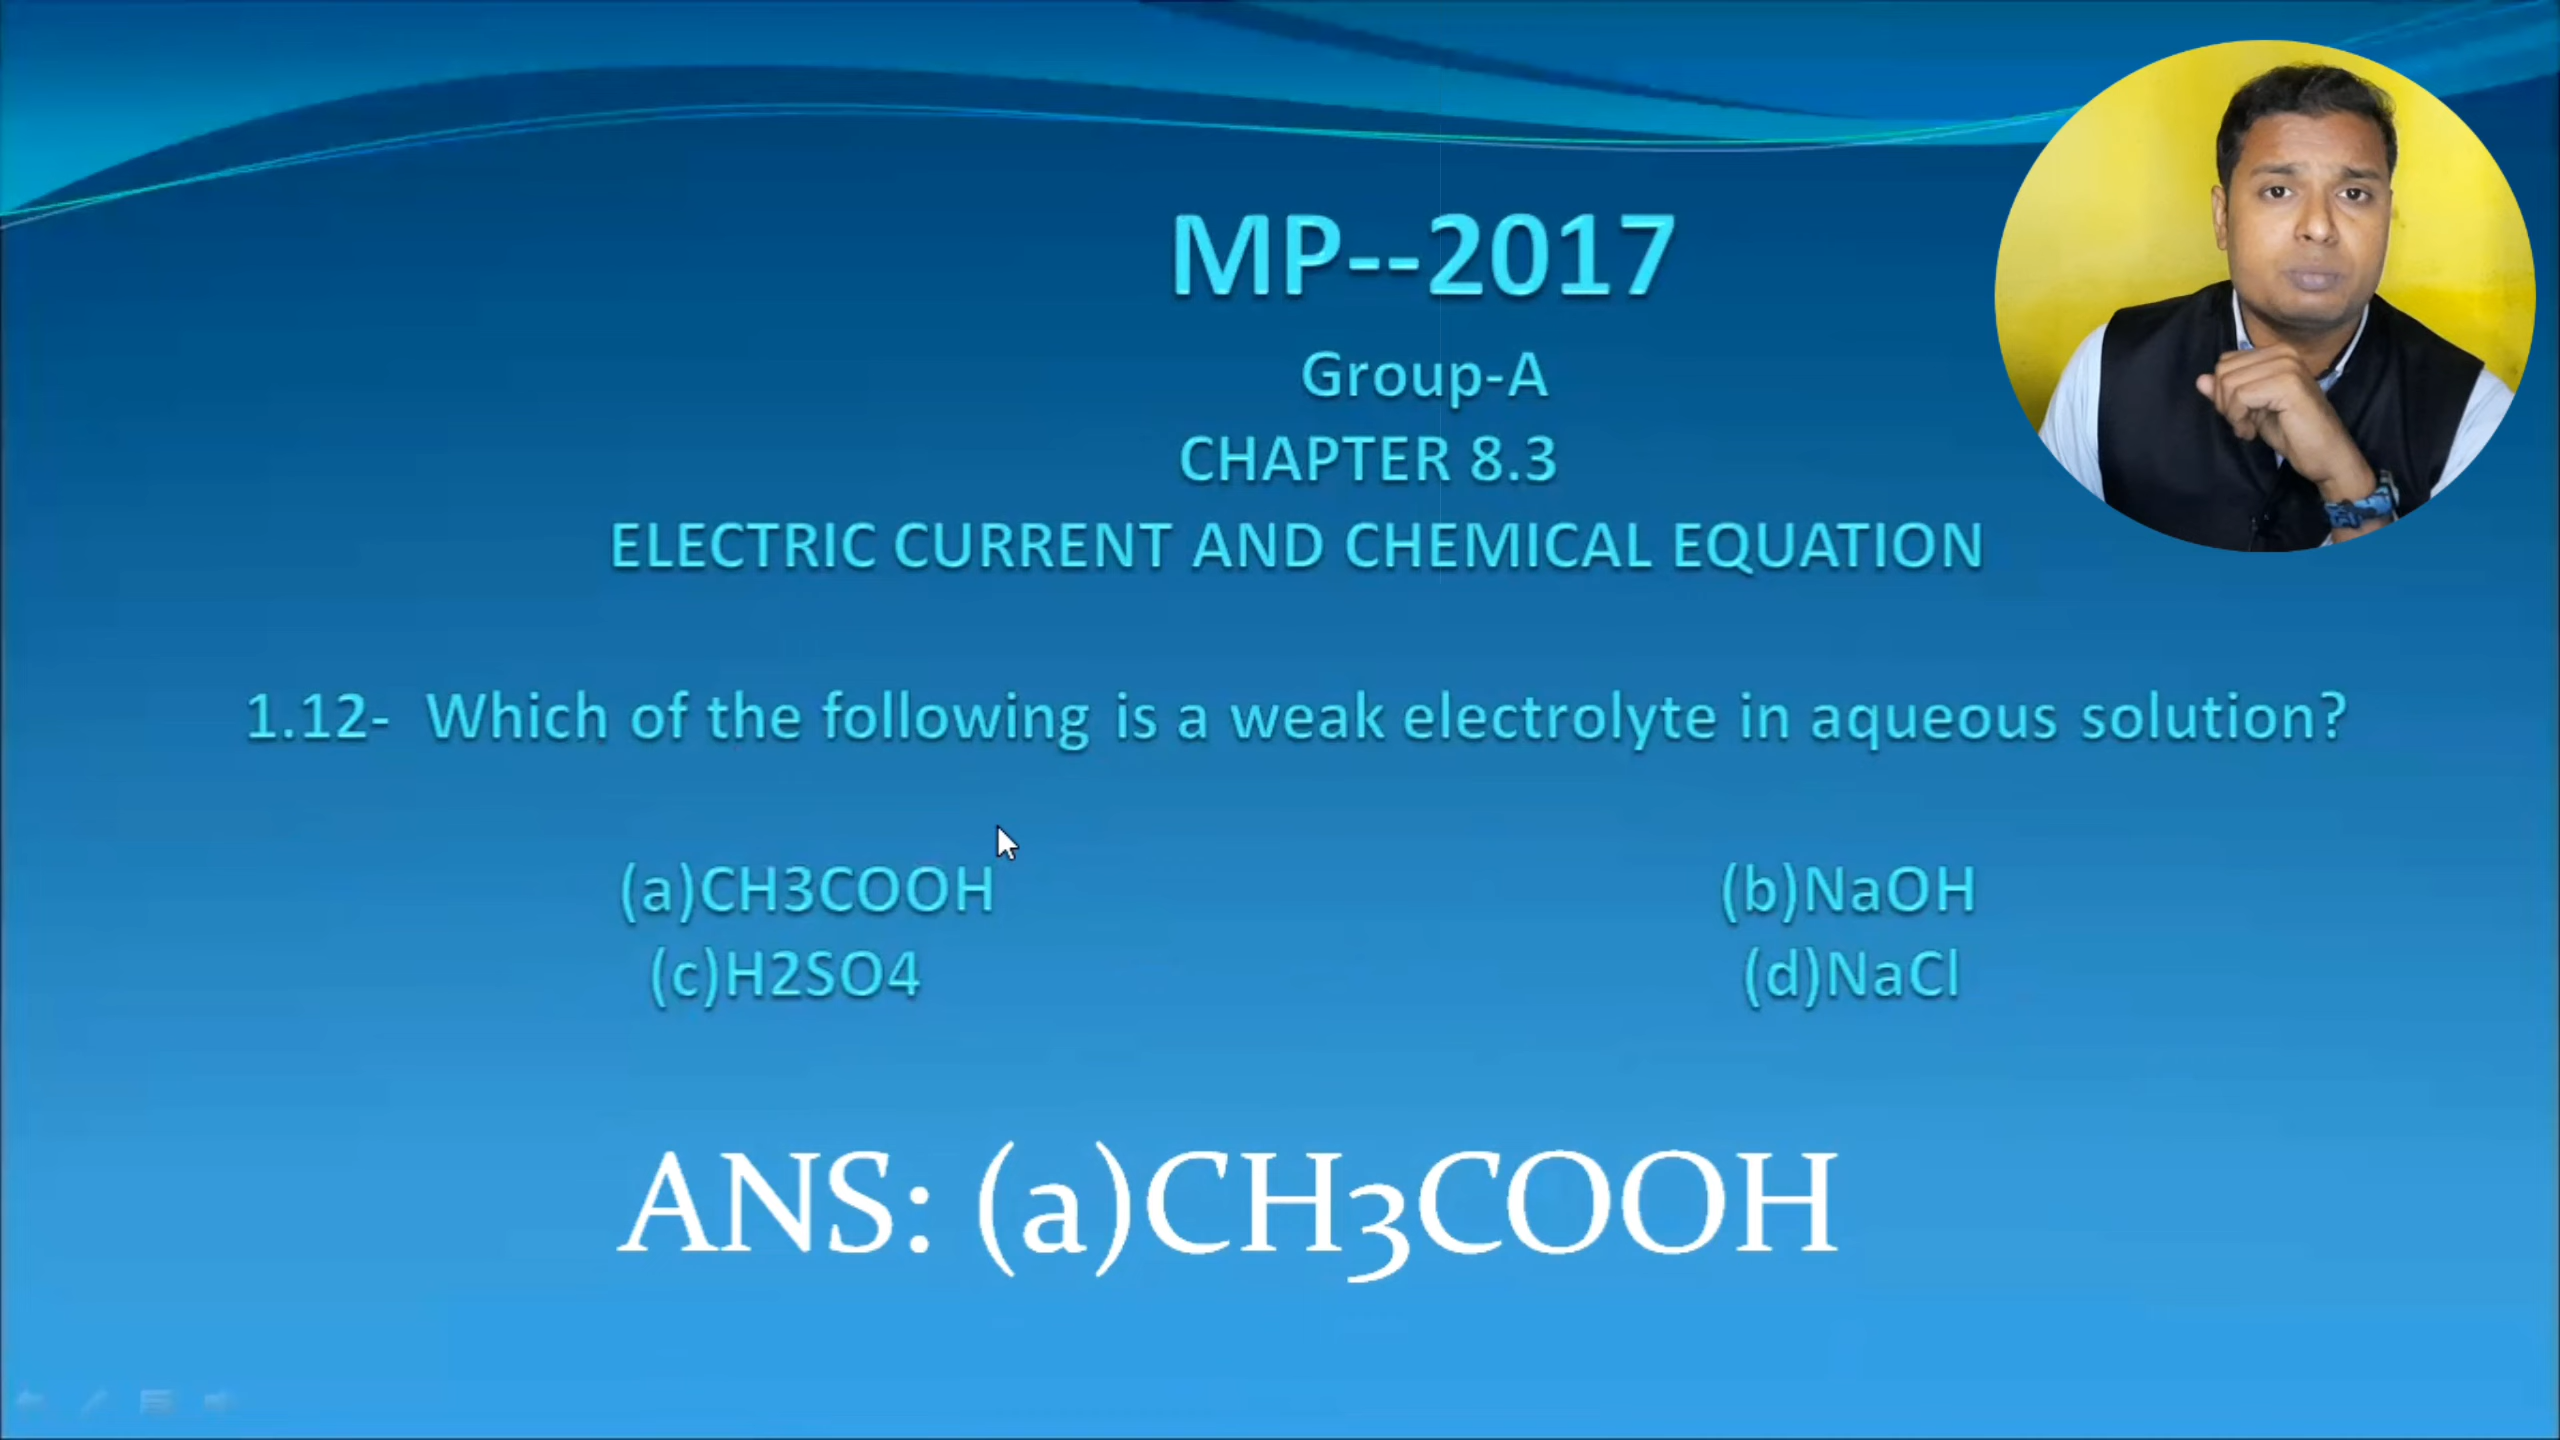 MP--2017
Group-A
CHAPTER 8.3
ELECTRIC CURRENT AND CHEMICAL EQUATION
1.12- Which of the following is a weak electrolyte in aqueous solution?
(a)CH3COOH (b)NaOH
(c)H2SO4 (d)NaCl
ANS: (a)CH3COOH